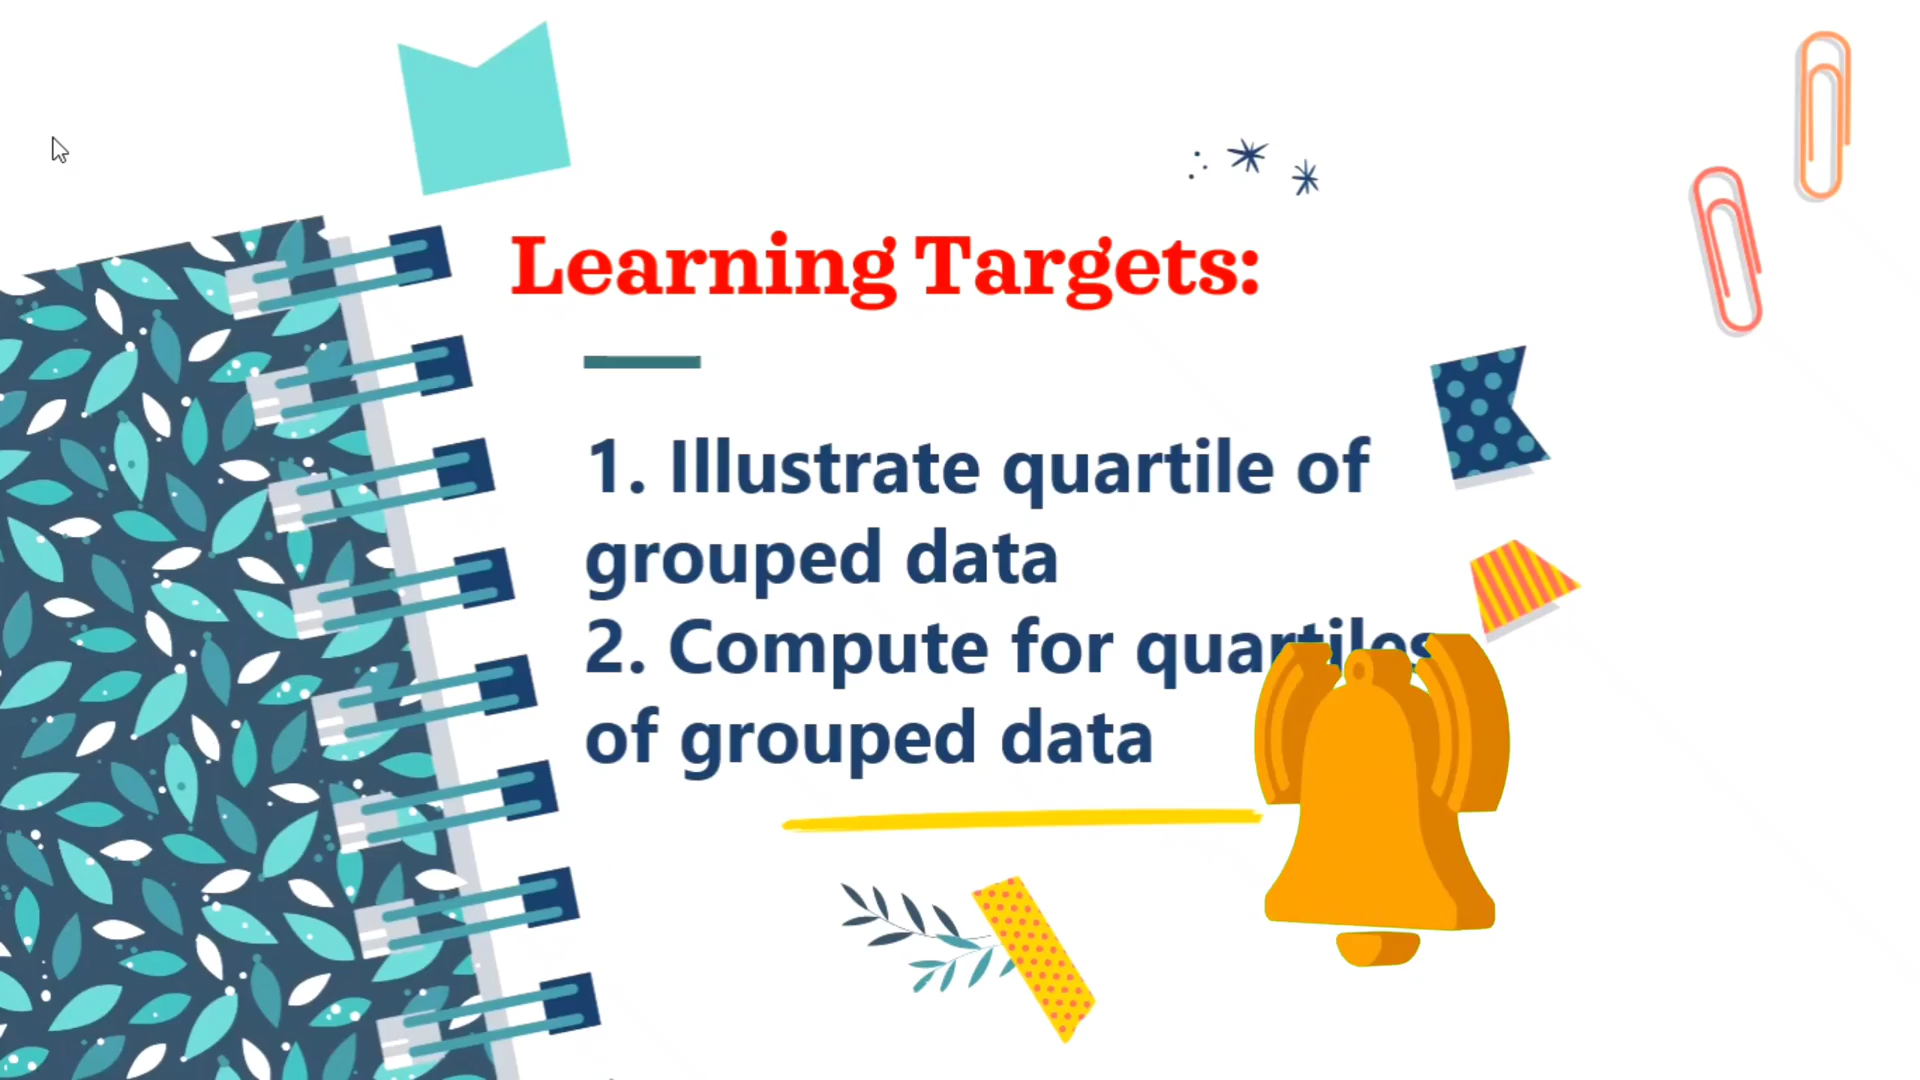 Learning Targets:
1. Illustrate quartile of
grouped data
2. Compute for quartiles
of grouped data